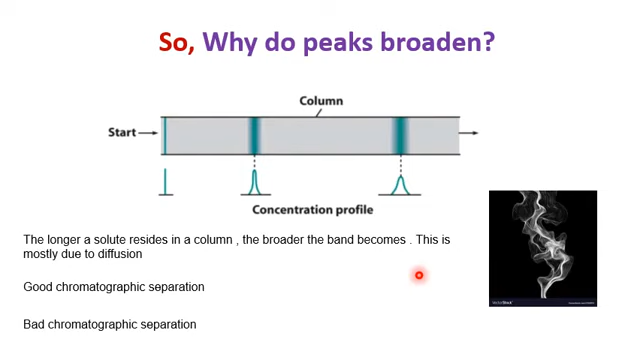 So, Why do peaks broaden?
Column
Start
Concentration profile
The longer a solute resides in a column , the broader the band becomes . This is
mostly due to diffusion
Good chromatographic separation
Bad chromatographic separation
VectorStock